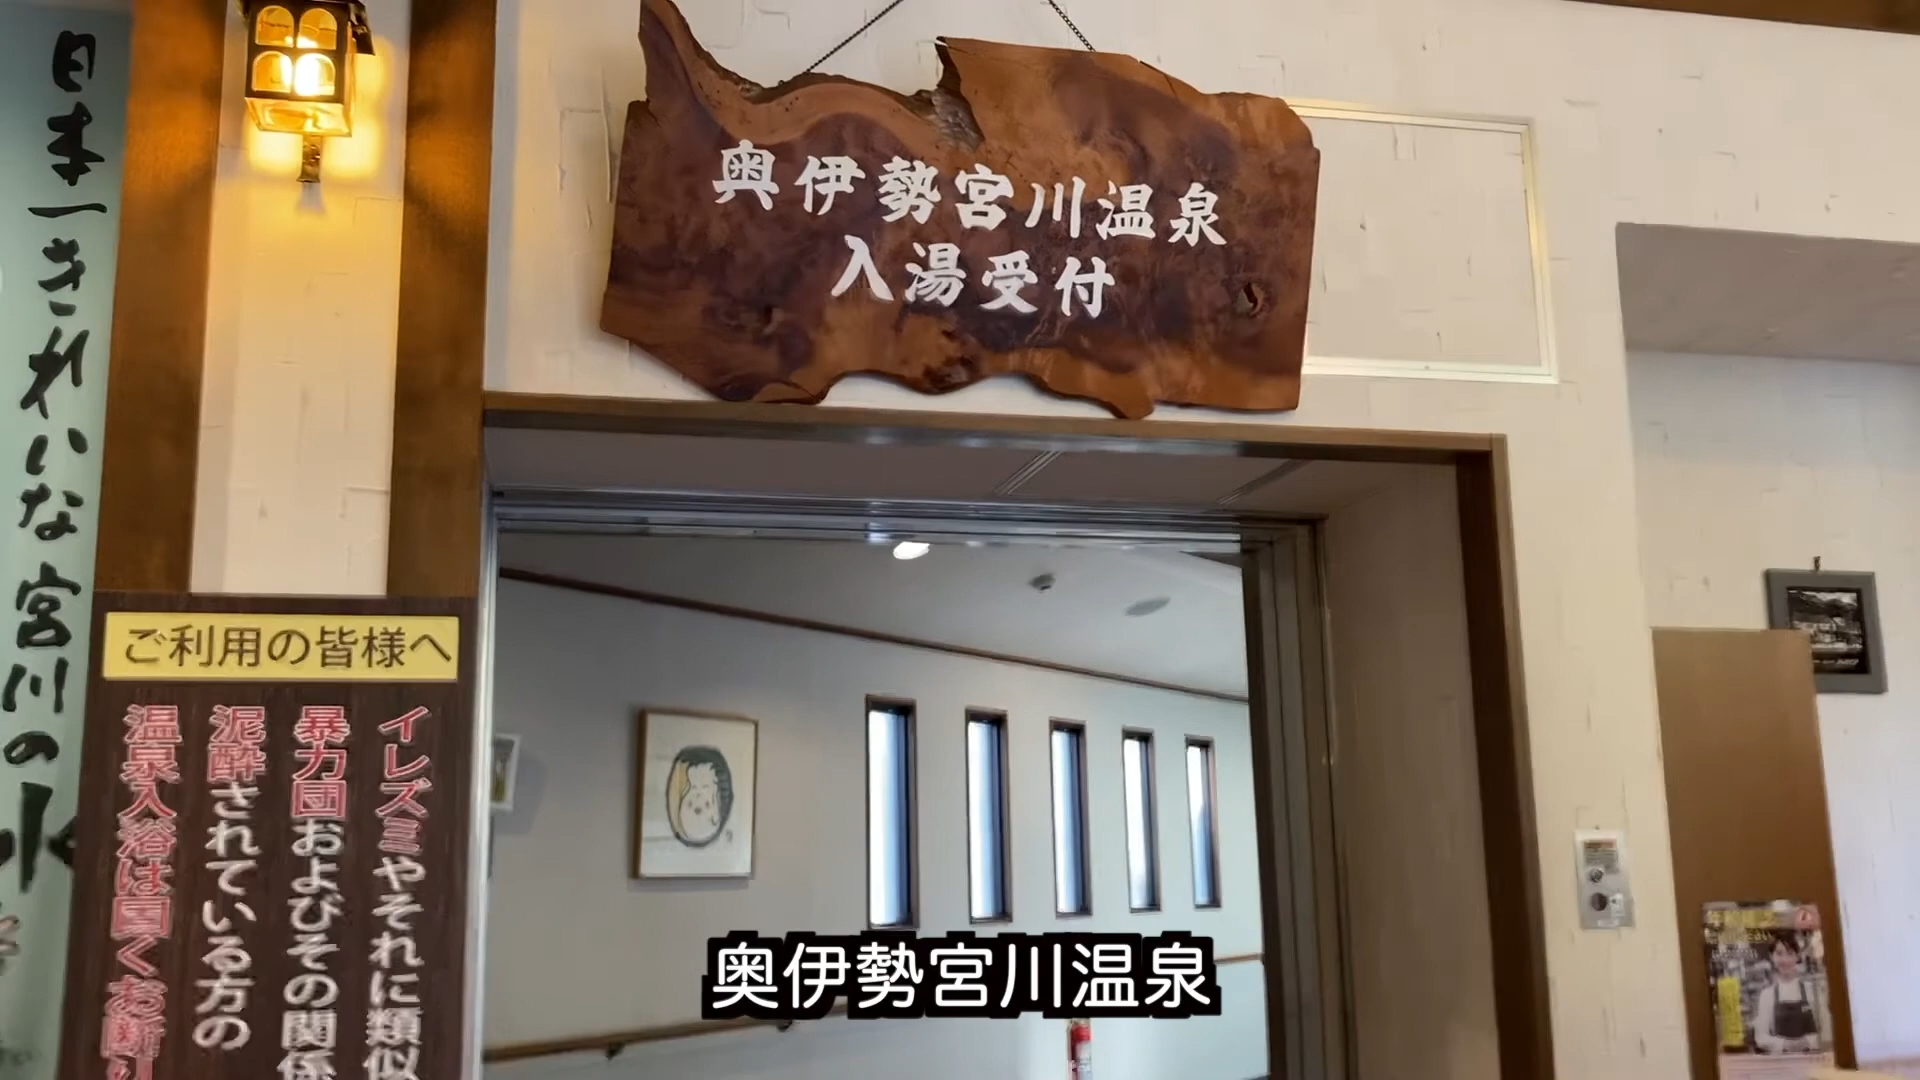 奥伊勢宮川温泉
入湯受付
日本一きれいな宮川の水
ご利用の皆様へ
イレズミやそれに類似
暴力団およびその関係
泥酔されている方の
温泉入浴は固くお断り
奥伊勢宮川温泉